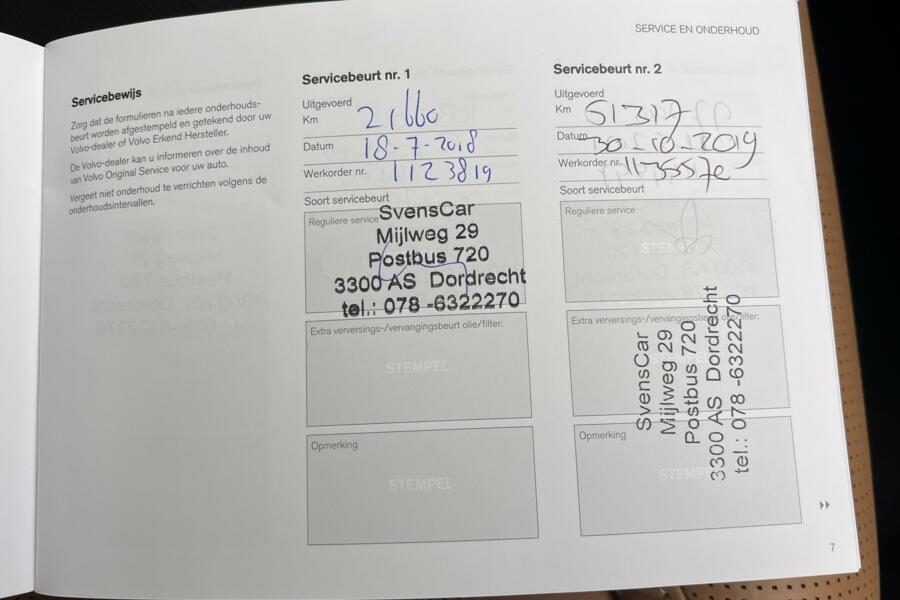 SERVICE EN ONDERHOUD
Servicebewijs
Zorg dat de formulieren na iedere onderhouds-
beurt worden afgestempeld en getekend door uw
Volvo-dealer of Volvo Erkend Hersteller.
De Volvo-dealer kan u informeren over de inhoud
van Volvo Original Service voor uw auto.
Vergeet niet onderhoud te verrichten volgens de
onderhoudsintervallen.
Servicebeurt nr. 1
Uitgevoerd
Km 21660
Datum 18-7-2018
Werkorder nr. 1123819
Soort servicebeurt
Reguliere service
SvensCar
Mijlweg 29
Postbus 720
3300 AS Dordrecht
tel.: 078 -6322270
Extra verversings-/vervangingsbeurt olie/filter:
STEMPEL
Opmerking
STEMPEL
Servicebeurt nr. 2
Uitgevoerd
Km 51317
Datum 30-10-2019
Werkorder nr.
Soort servicebeurt
Reguliere service
STEMPEL
Extra verversings-/vervangingsbeurt olie/filter:
SvensCar
Mijlweg 29
Postbus 720
3300 AS Dordrecht
tel.: 078 -6322270
Opmerking
STEMPEL
7